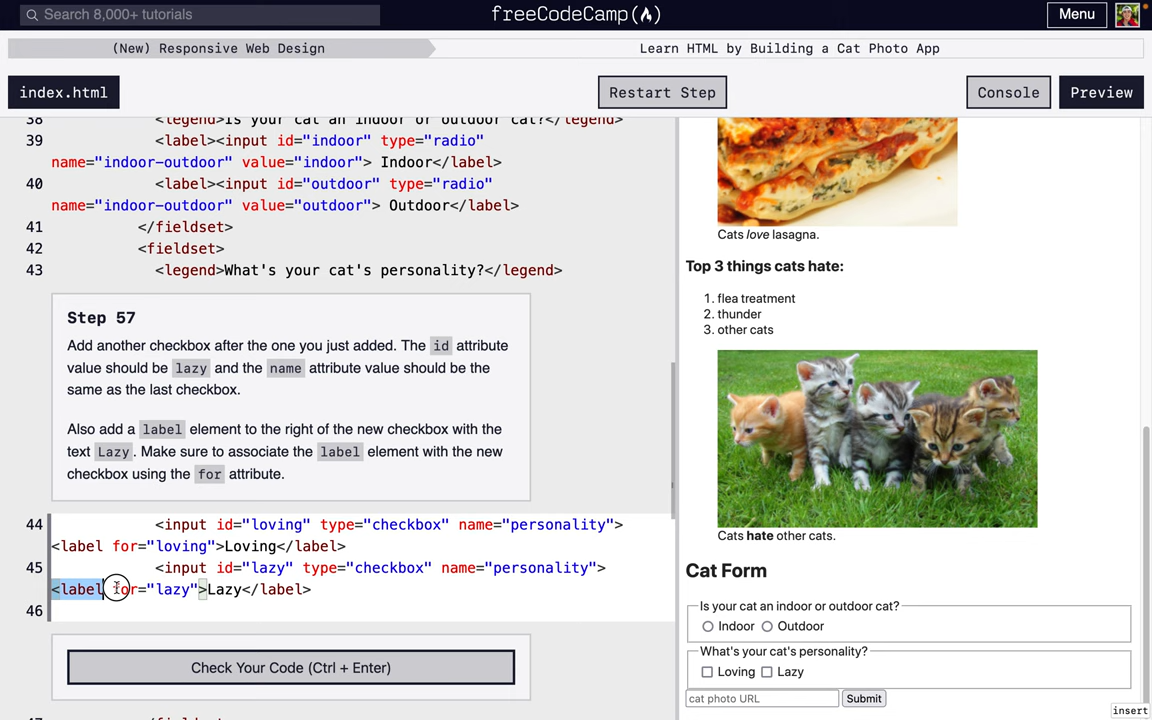 Search 8,000+ tutorials
freeCodeCamp
Menu
(New) Responsive Web Design
Learn HTML by Building a Cat Photo App
index.html
Restart Step
Console
Preview
38 <legend>Is your cat an indoor or outdoor cat?</legend>
39 <label><input id="indoor" type="radio"
name="indoor-outdoor" value="indoor"> Indoor</label>
40 <label><input id="outdoor" type="radio"
name="indoor-outdoor" value="outdoor"> Outdoor</label>
41 </fieldset>
42 <fieldset>
43 <legend>What's your cat's personality?</legend>
Step 57
Add another checkbox after the one you just added. The id attribute
value should be lazy and the name attribute value should be the
same as the last checkbox.
Also add a label element to the right of the new checkbox with the
text Lazy. Make sure to associate the label element with the new
checkbox using the for attribute.
44 <input id="loving" type="checkbox" name="personality">
<label for="loving">Loving</label>
45 <input id="lazy" type="checkbox" name="personality">
<label for="lazy">Lazy</label>
46
Check Your Code (Ctrl + Enter)
47 </fieldset>
Cats love lasagna.
Top 3 things cats hate:
1. flea treatment
2. thunder
3. other cats
Cats hate other cats.
Cat Form
Is your cat an indoor or outdoor cat?
Indoor Outdoor
What's your cat's personality?
Loving Lazy
cat photo URL Submit
insert